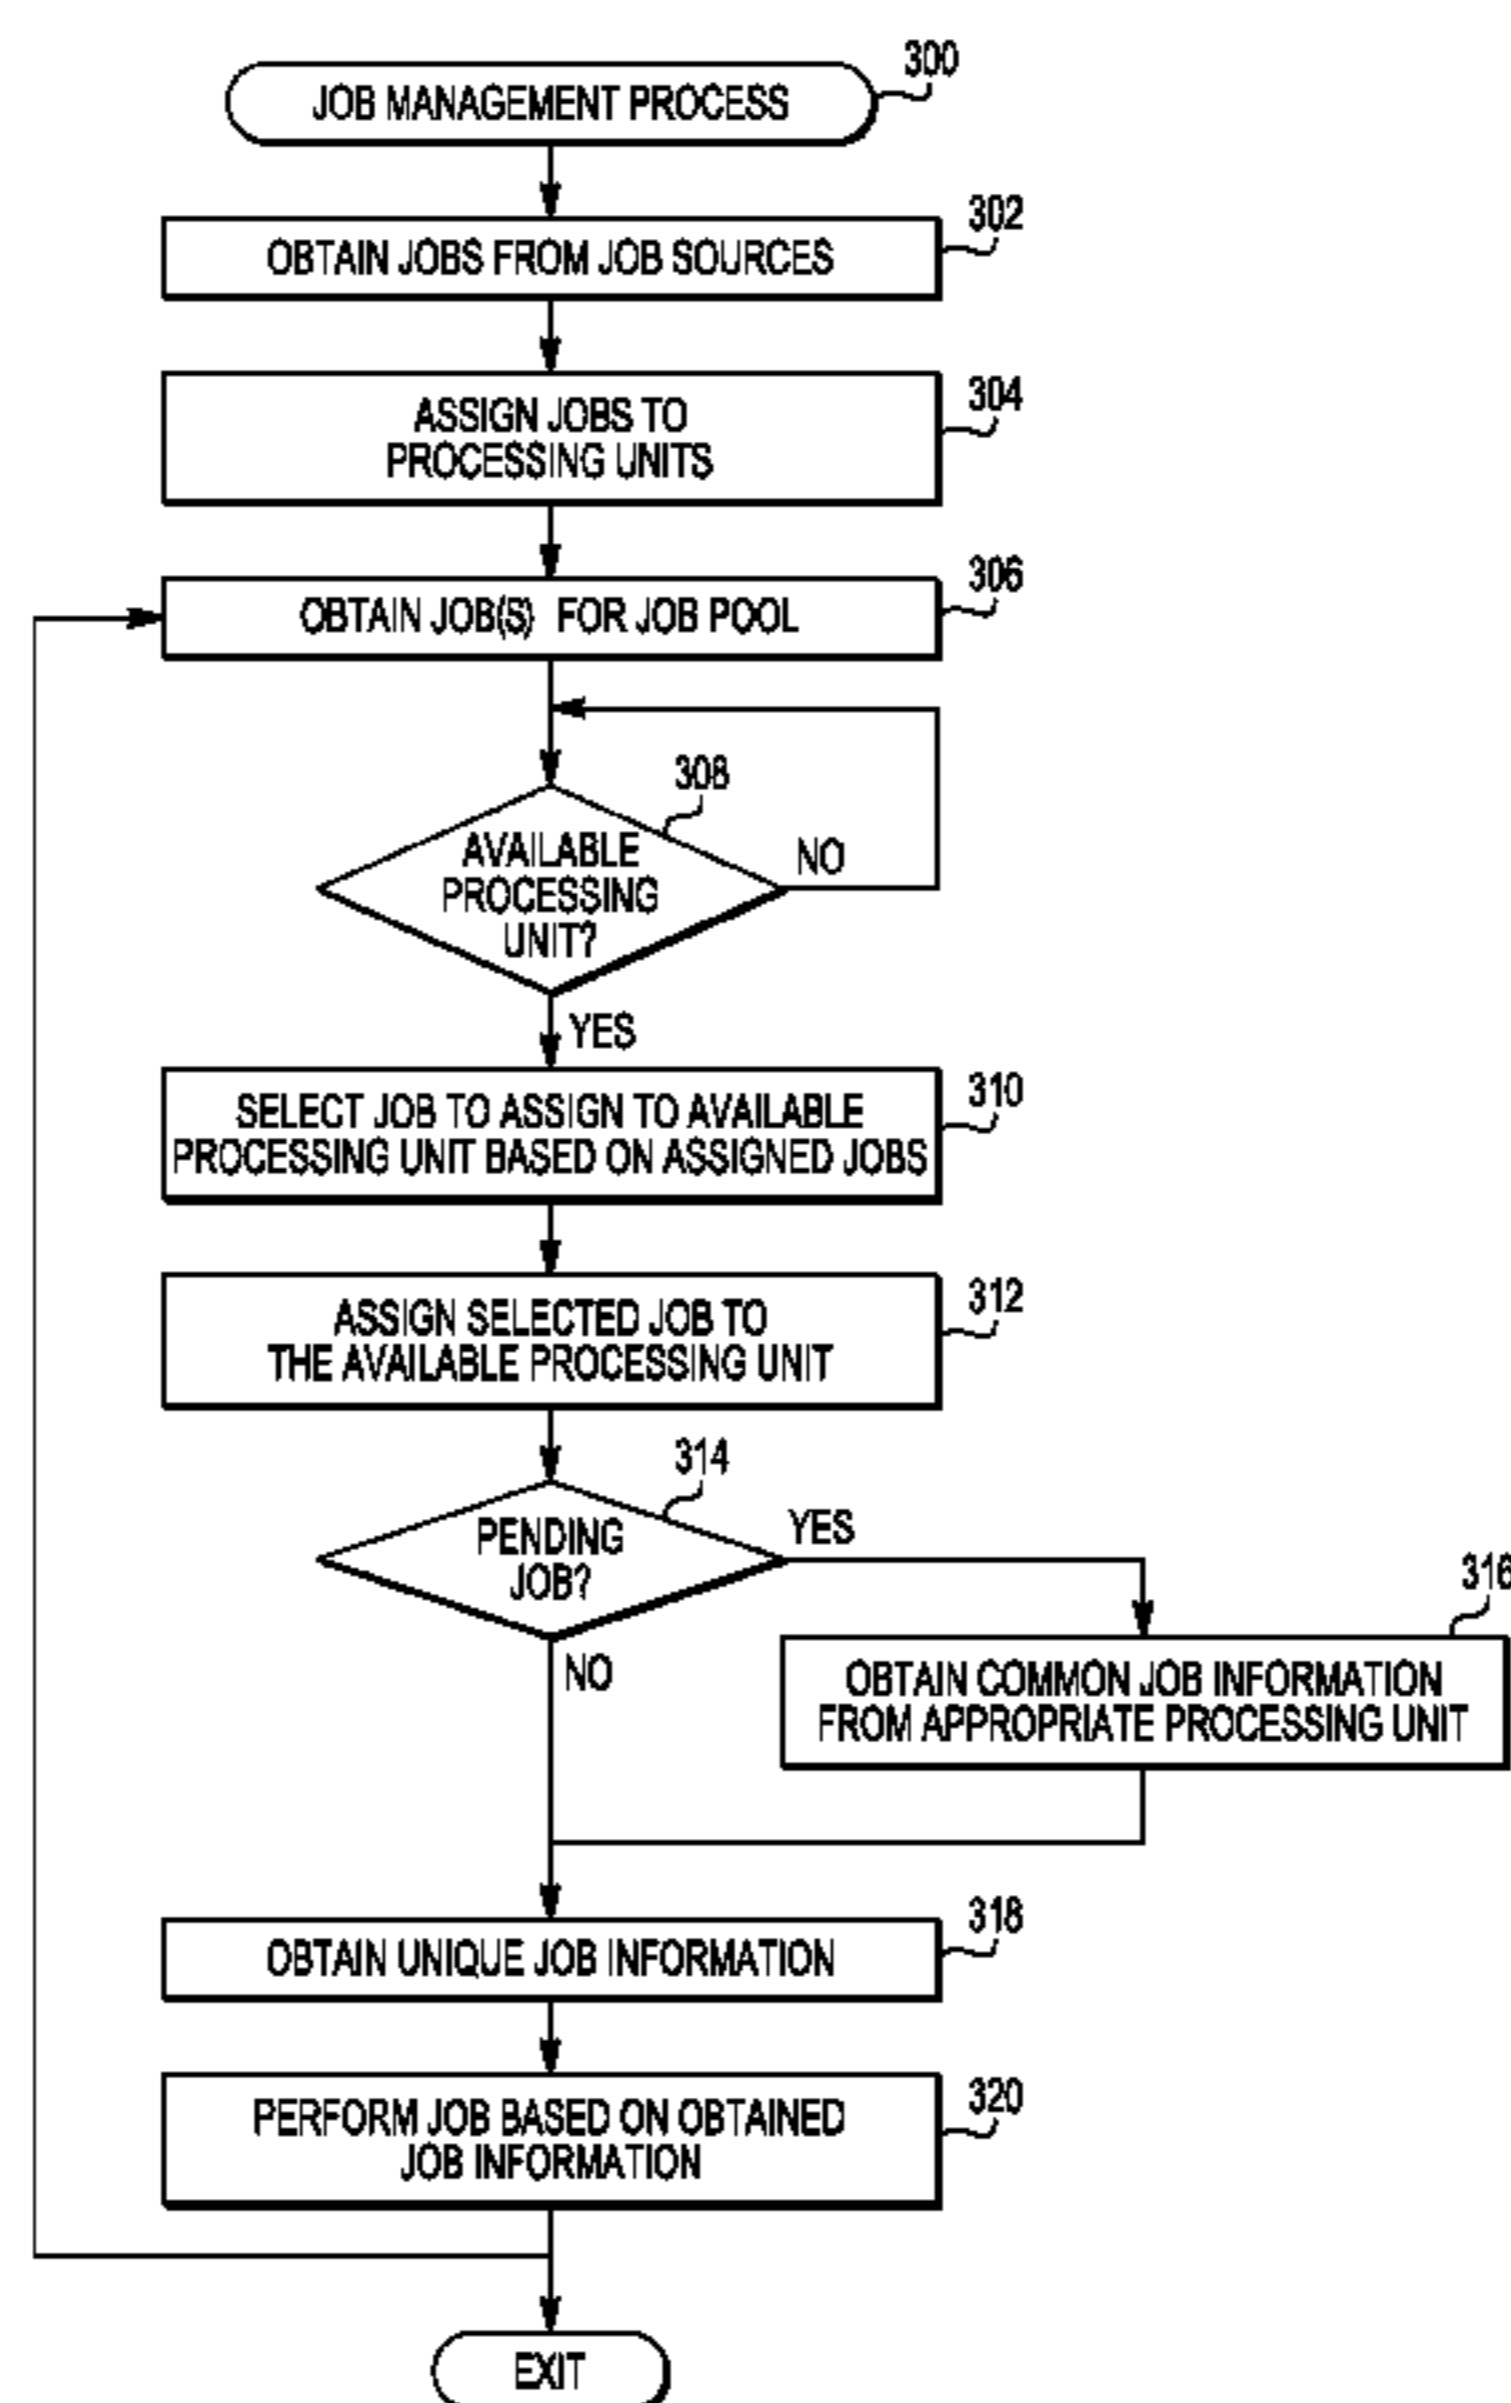 300
JOB MANAGEMENT PROCESS
302
OBTAIN JOBS FROM JOB SOURCES
304
ASSIGN JOBS TO
PROCESSING UNITS
306
OBTAIN JOB(S) FOR JOB POOL
308
AVAILABLE
PROCESSING
UNIT?
NO
YES
310
SELECT JOB TO ASSIGN TO AVAILABLE
PROCESSING UNIT BASED ON ASSIGNED JOBS
312
ASSIGN SELECTED JOB TO
THE AVAILABLE PROCESSING UNIT
314
PENDING
JOB?
YES
NO
316
OBTAIN COMMON JOB INFORMATION
FROM APPROPRIATE PROCESSING UNIT
318
OBTAIN UNIQUE JOB INFORMATION
320
PERFORM JOB BASED ON OBTAINED
JOB INFORMATION
EXIT